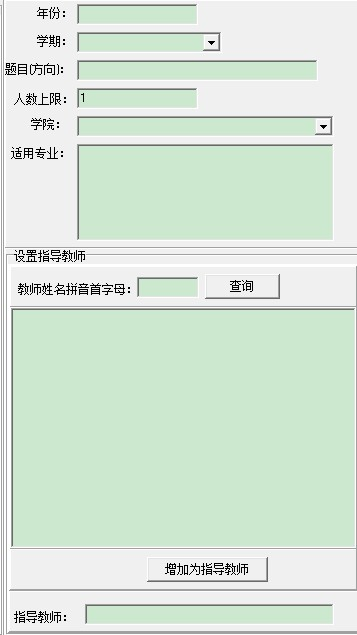 年份：
学期：
题目(方向)：
人数上限： 1
学院：
适用专业：
设置指导教师
教师姓名拼音首字母： 查询
增加为指导教师
指导教师：